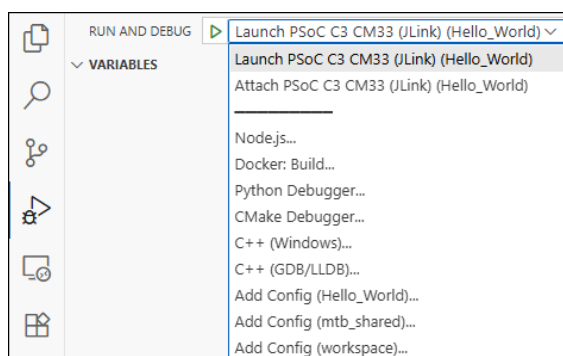 RUN AND DEBUG
Launch PSoC C3 CM33 (JLink) (Hello_World)
VARIABLES
Launch PSoC C3 CM33 (JLink) (Hello_World)
Attach PSoC C3 CM33 (JLink) (Hello_World)
—————————
Node.js...
Docker: Build...
Python Debugger...
CMake Debugger...
C++ (Windows)...
C++ (GDB/LLDB)...
Add Config (Hello_World)...
Add Config (mtb_shared)...
Add Config (workspace)...